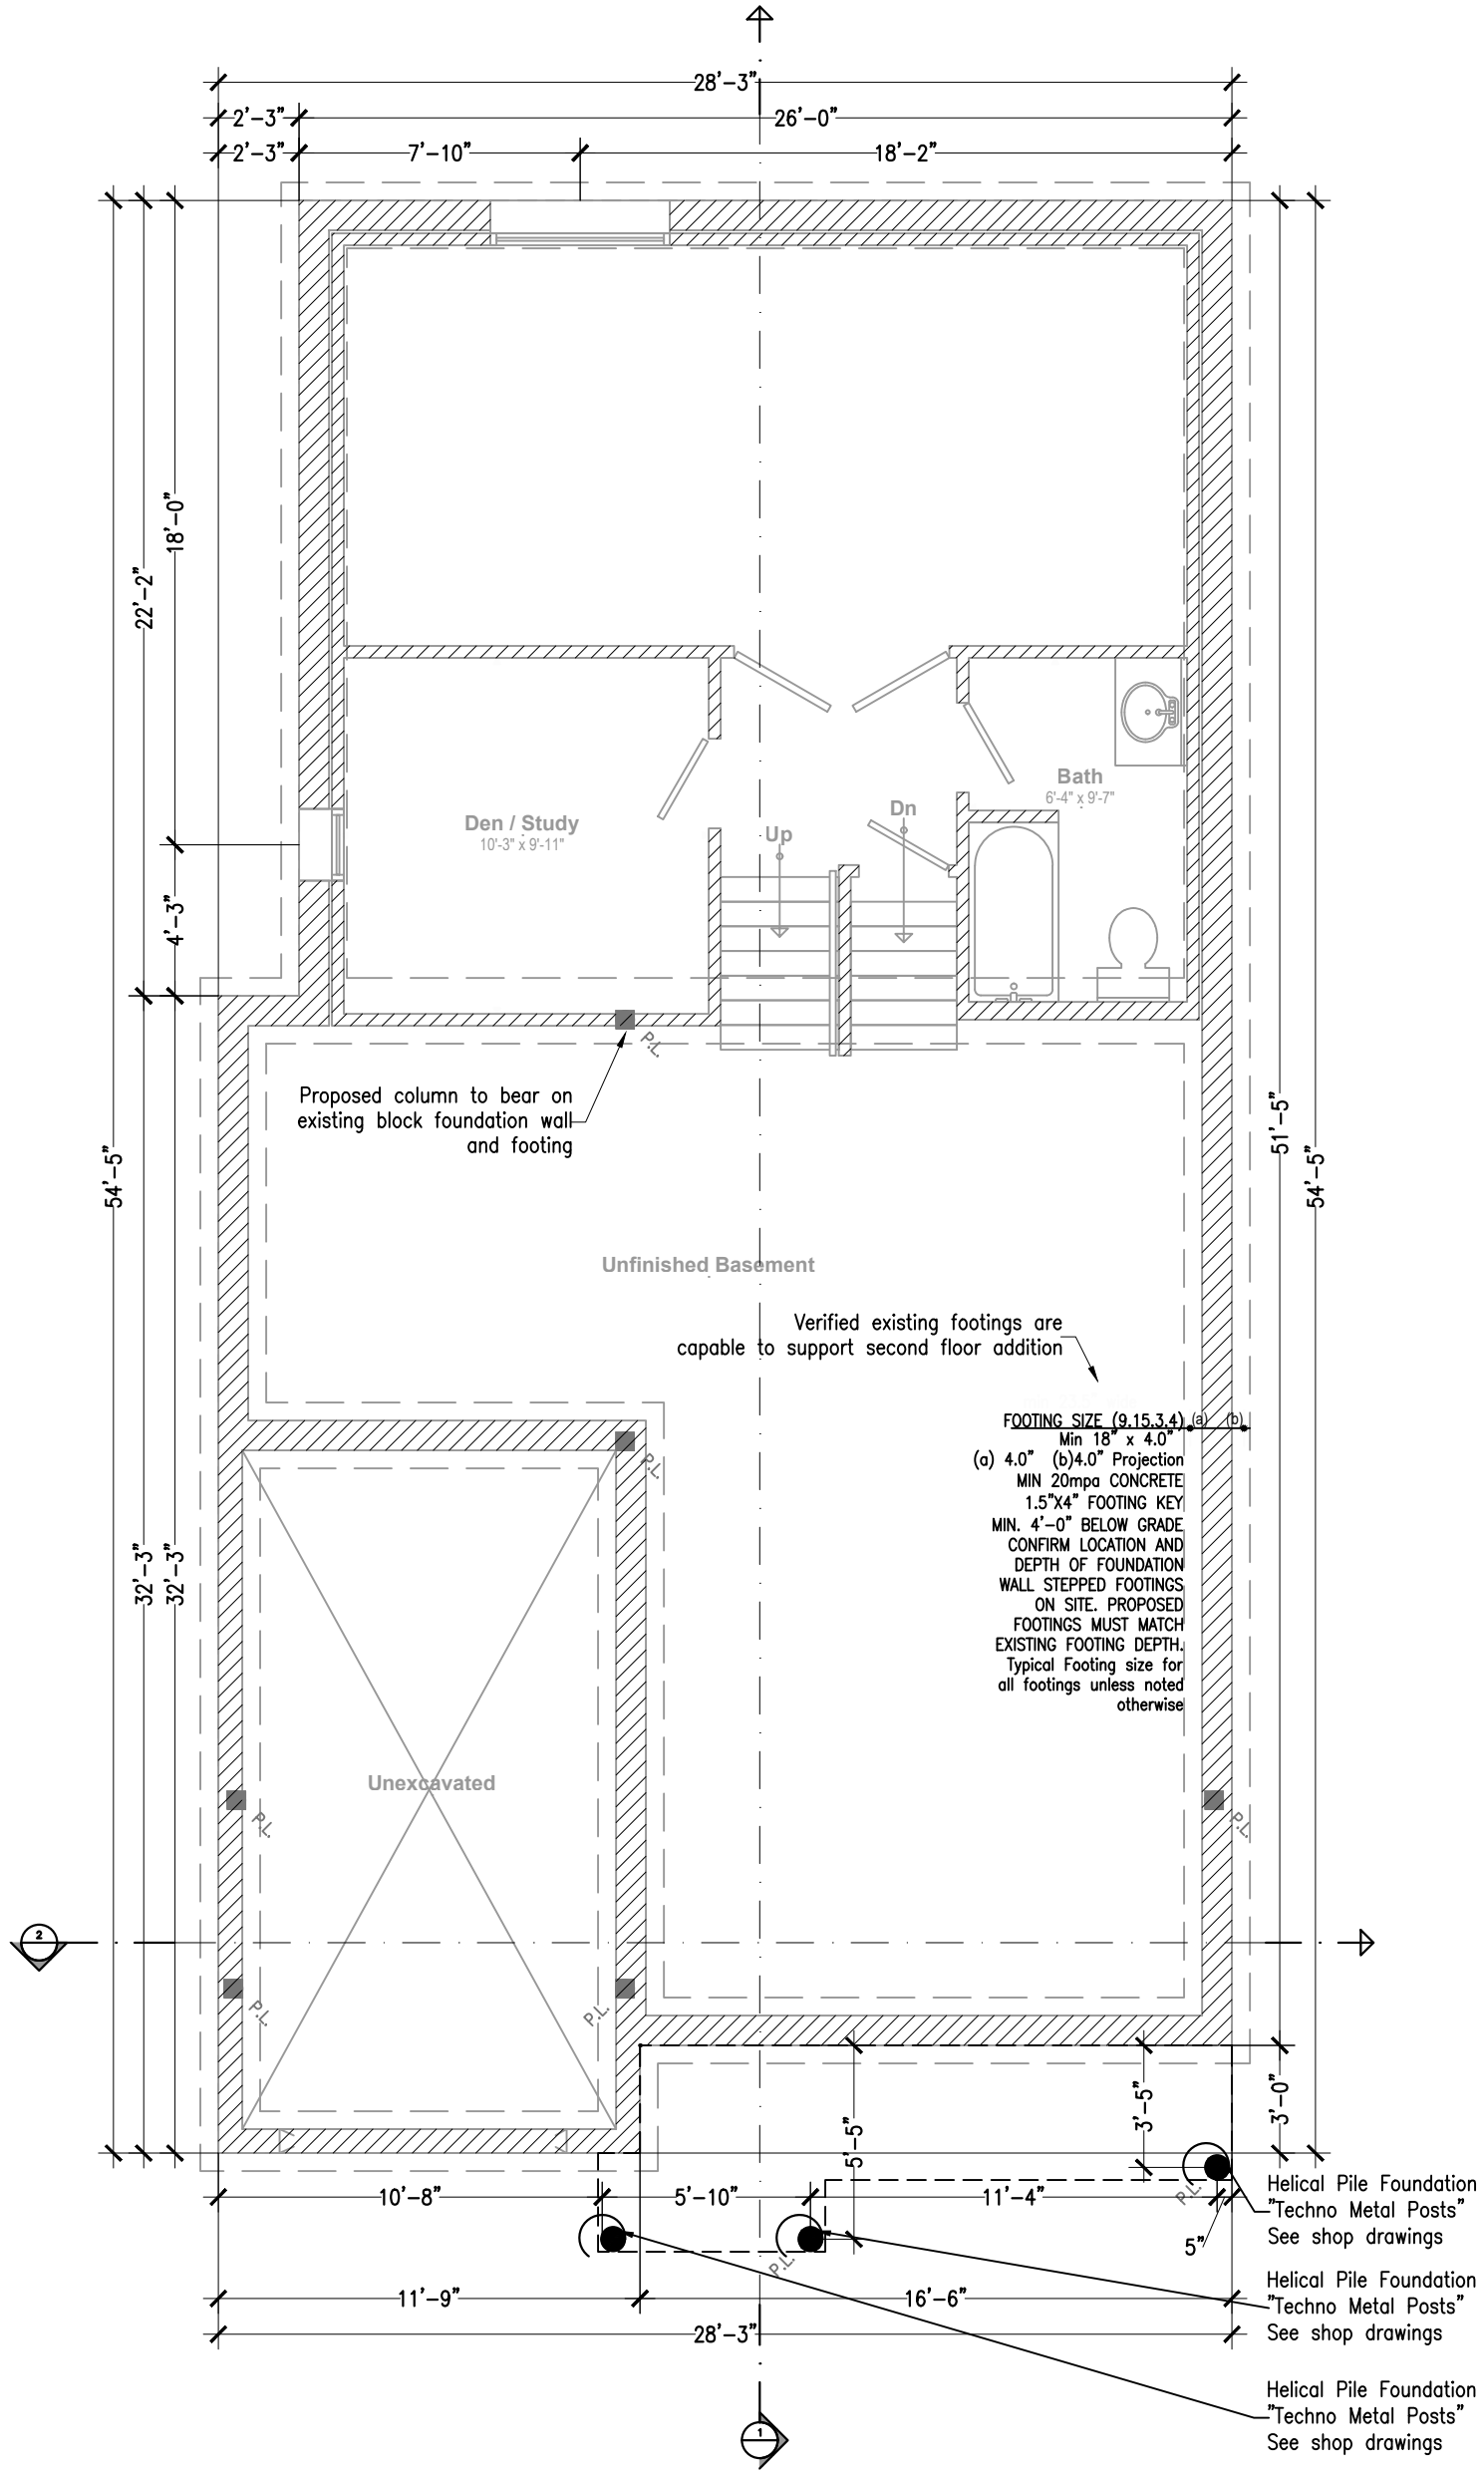 28'-3"
2'-3"
26'-0"
2'-3"
7'-10"
18'-2"
18'-0"
22'-2"
4'-3"
54'-5"
32'-3"
32'-3"
51'-5"
54'-5"
3'-0"
Den / Study
10'-3" x 9'-11"
Up
Dn
Bath
6'-4" x 9'-7"
P.L.
Proposed column to bear on
existing block foundation wall
and footing
Unfinished Basement
Verified existing footings are
capable to support second floor addition
FOOTING SIZE (9.15.3.4) (a) (b)
Min 18" x 4.0"
(a) 4.0" (b)4.0" Projection
MIN 20mpa CONCRETE
1.5"X4" FOOTING KEY
MIN. 4'-0" BELOW GRADE
CONFIRM LOCATION AND
DEPTH OF FOUNDATION
WALL STEPPED FOOTINGS
ON SITE. PROPOSED
FOOTINGS MUST MATCH
EXISTING FOOTING DEPTH.
Typical Footing size for
all footings unless noted
otherwise
P.L.
Unexcavated
P.L.
P.L.
2
P.L.
P.L.
5'-5"
3'-5"
10'-8"
5'-10"
11'-4"
P.L.
5"
P.L.
Helical Pile Foundation
"Techno Metal Posts"
See shop drawings
11'-9"
16'-6"
Helical Pile Foundation
"Techno Metal Posts"
See shop drawings
28'-3"
Helical Pile Foundation
"Techno Metal Posts"
See shop drawings
1